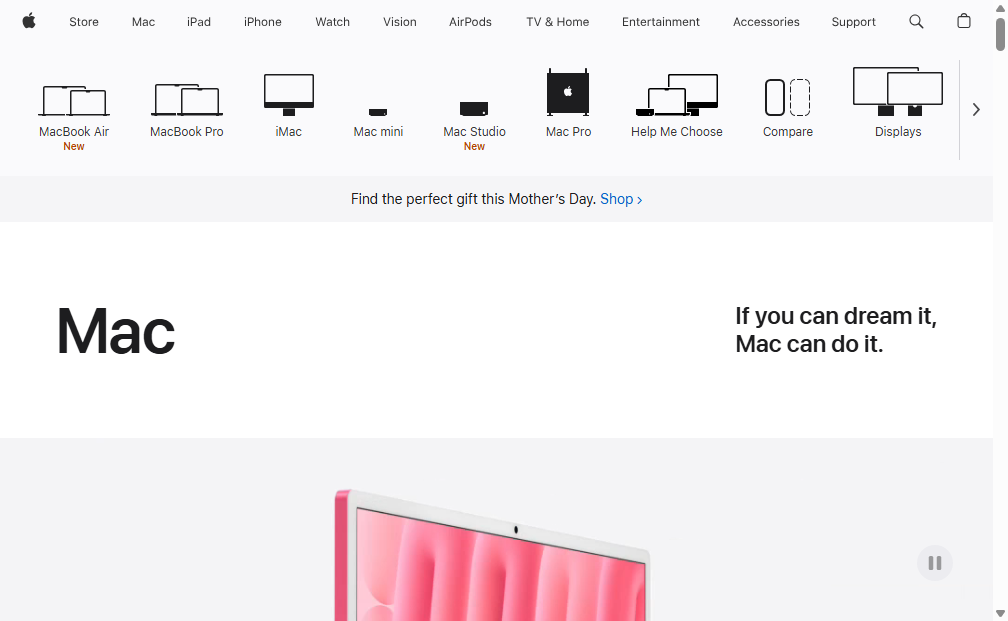 Store Mac iPad iPhone Watch Vision AirPods TV & Home Entertainment Accessories Support
MacBook Air MacBook Pro iMac Mac mini Mac Studio Mac Pro Help Me Choose Compare Displays
New New
Find the perfect gift this Mother’s Day. Shop >
Mac
If you can dream it,
Mac can do it.